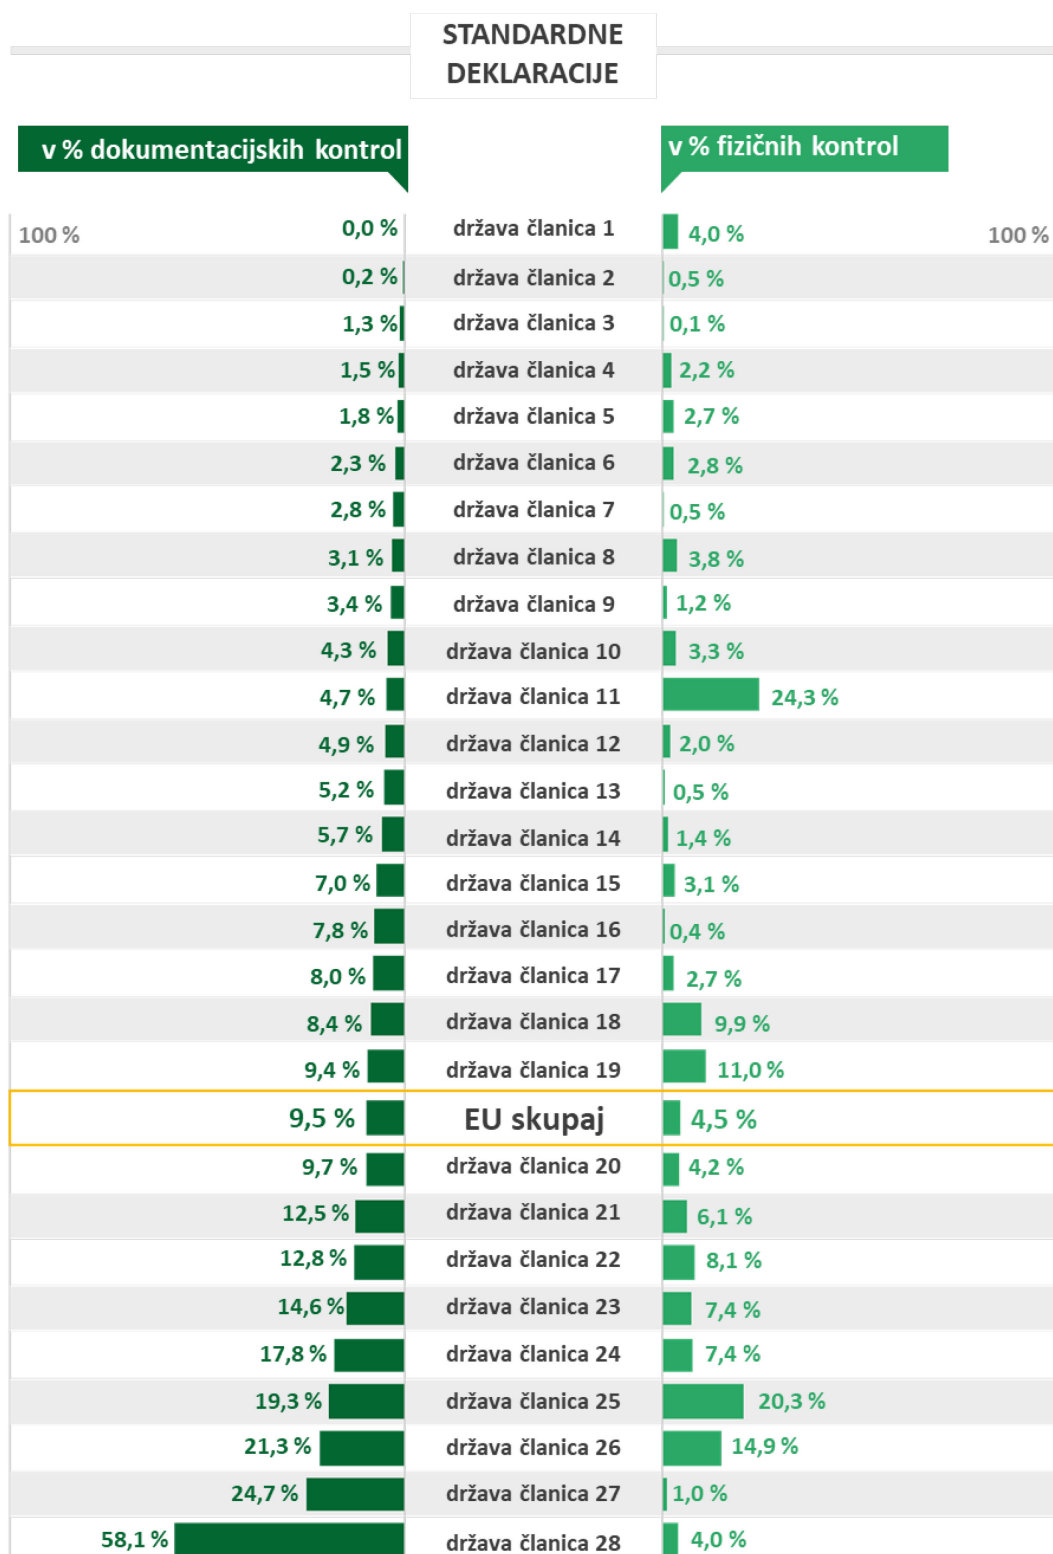 STANDARDNE
DEKLARACIJE
v % dokumentacijskih kontrol
v % fizičnih kontrol
100 %
100 %
0,0 % država članica 1 4,0 %
0,2 % država članica 2 0,5 %
1,3 % država članica 3 0,1 %
1,5 % država članica 4 2,2 %
1,8 % država članica 5 2,7 %
2,3 % država članica 6 2,8 %
2,8 % država članica 7 0,5 %
3,1 % država članica 8 3,8 %
3,4 % država članica 9 1,2 %
4,3 % država članica 10 3,3 %
4,7 % država članica 11 24,3 %
4,9 % država članica 12 2,0 %
5,2 % država članica 13 0,5 %
5,7 % država članica 14 1,4 %
7,0 % država članica 15 3,1 %
7,8 % država članica 16 0,4 %
8,0 % država članica 17 2,7 %
8,4 % država članica 18 9,9 %
9,4 % država članica 19 11,0 %
9,5 % EU skupaj 4,5 %
9,7 % država članica 20 4,2 %
12,5 % država članica 21 6,1 %
12,8 % država članica 22 8,1 %
14,6 % država članica 23 7,4 %
17,8 % država članica 24 7,4 %
19,3 % država članica 25 20,3 %
21,3 % država članica 26 14,9 %
24,7 % država članica 27 1,0 %
58,1 % država članica 28 4,0 %